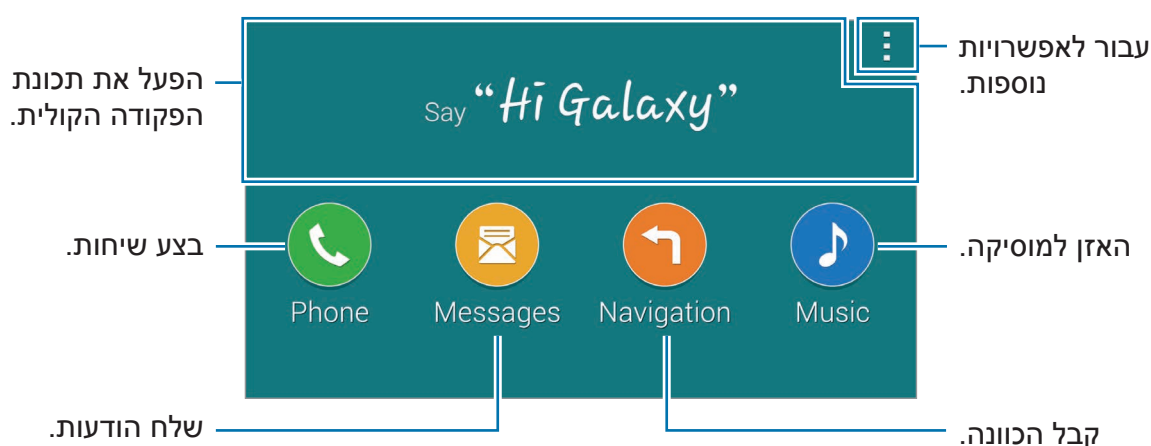 עבור לאפשרויות
נוספות.
הפעל את תכונת
הפקודה הקולית.
Say “Hi Galaxy”
בצע שיחות.
האזן למוסיקה.
Phone
Messages
Navigation
Music
שלח הודעות.
קבל הכוונה.